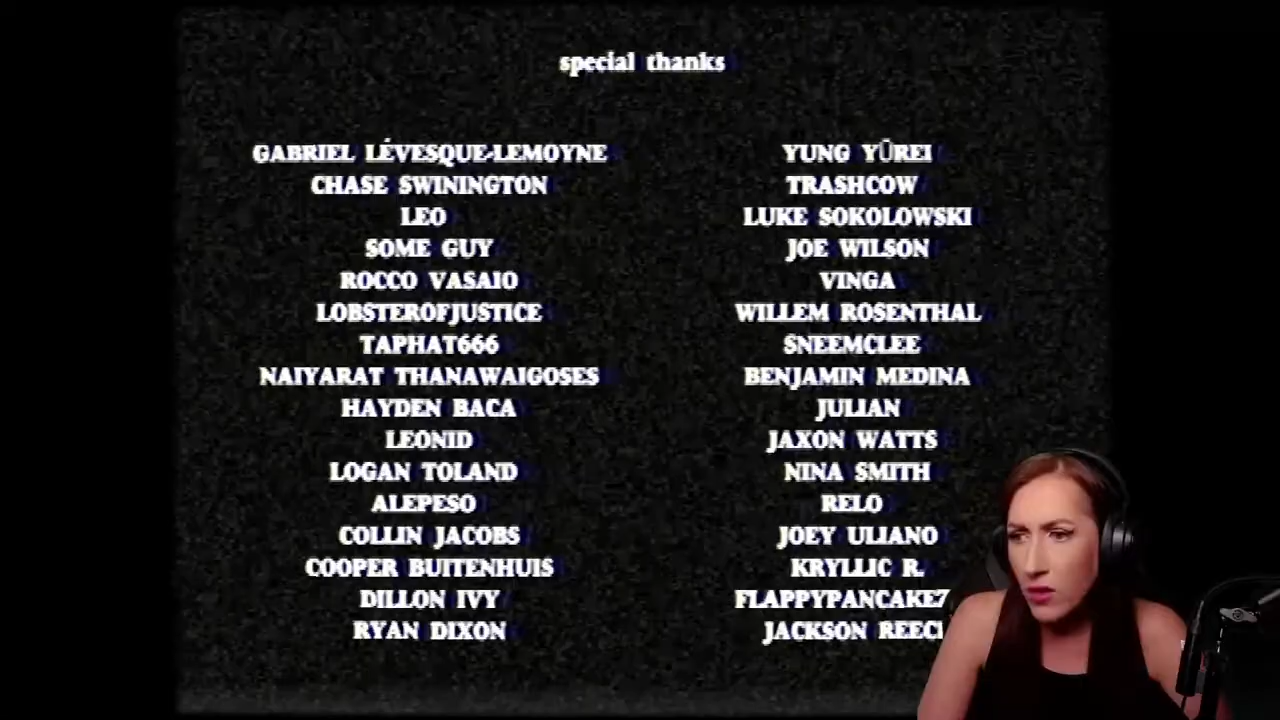 special thanks
GABRIEL LÉVESQUE-LEMOYNE
CHASE SWININGTON
LEO
SOME GUY
ROCCO VASAIO
LOBSTEROFJUSTICE
TAPHAT666
NAIYARAT THANAWAIGOSES
HAYDEN BACA
LEONID
LOGAN TOLAND
ALEPESO
COLLIN JACOBS
COOPER BUITENHUIS
DILLON IVY
RYAN DIXON
YUNG YŪREI
TRASHCOW
LUKE SOKOLOWSKI
JOE WILSON
VINGA
WILLEM ROSENTHAL
SNEEMCLEE
BENJAMIN MEDINA
JULIAN
JAXON WATTS
NINA SMITH
RELO
JOEY ULIANO
KRYLLIC R.
FLAPPYPANCAKE7
JACKSON